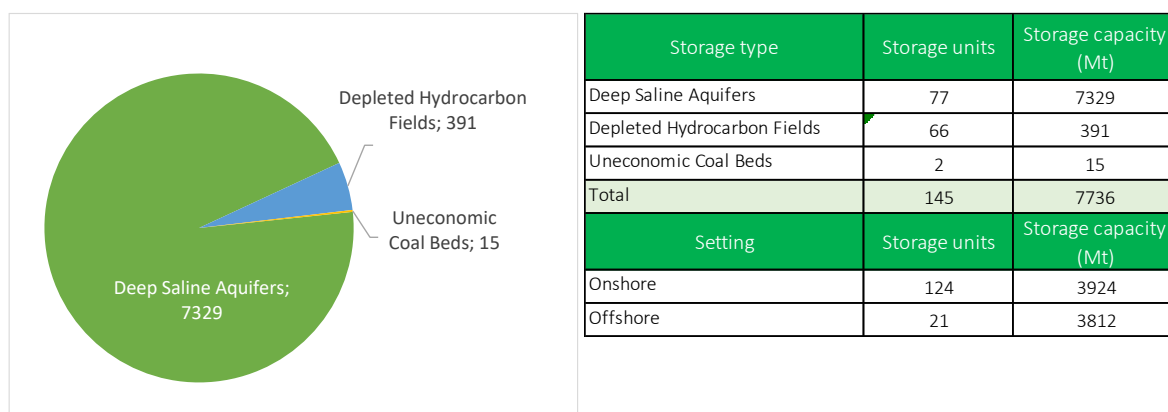 Depleted Hydrocarbon
Fields; 391
Uneconomic
Coal Beds; 15
Deep Saline Aquifers;
7329
Storage type Storage units Storage capacity
(Mt)
Deep Saline Aquifers 77 7329
Depleted Hydrocarbon Fields 66 391
Uneconomic Coal Beds 2 15
Total 145 7736
Setting Storage units Storage capacity
(Mt)
Onshore 124 3924
Offshore 21 3812